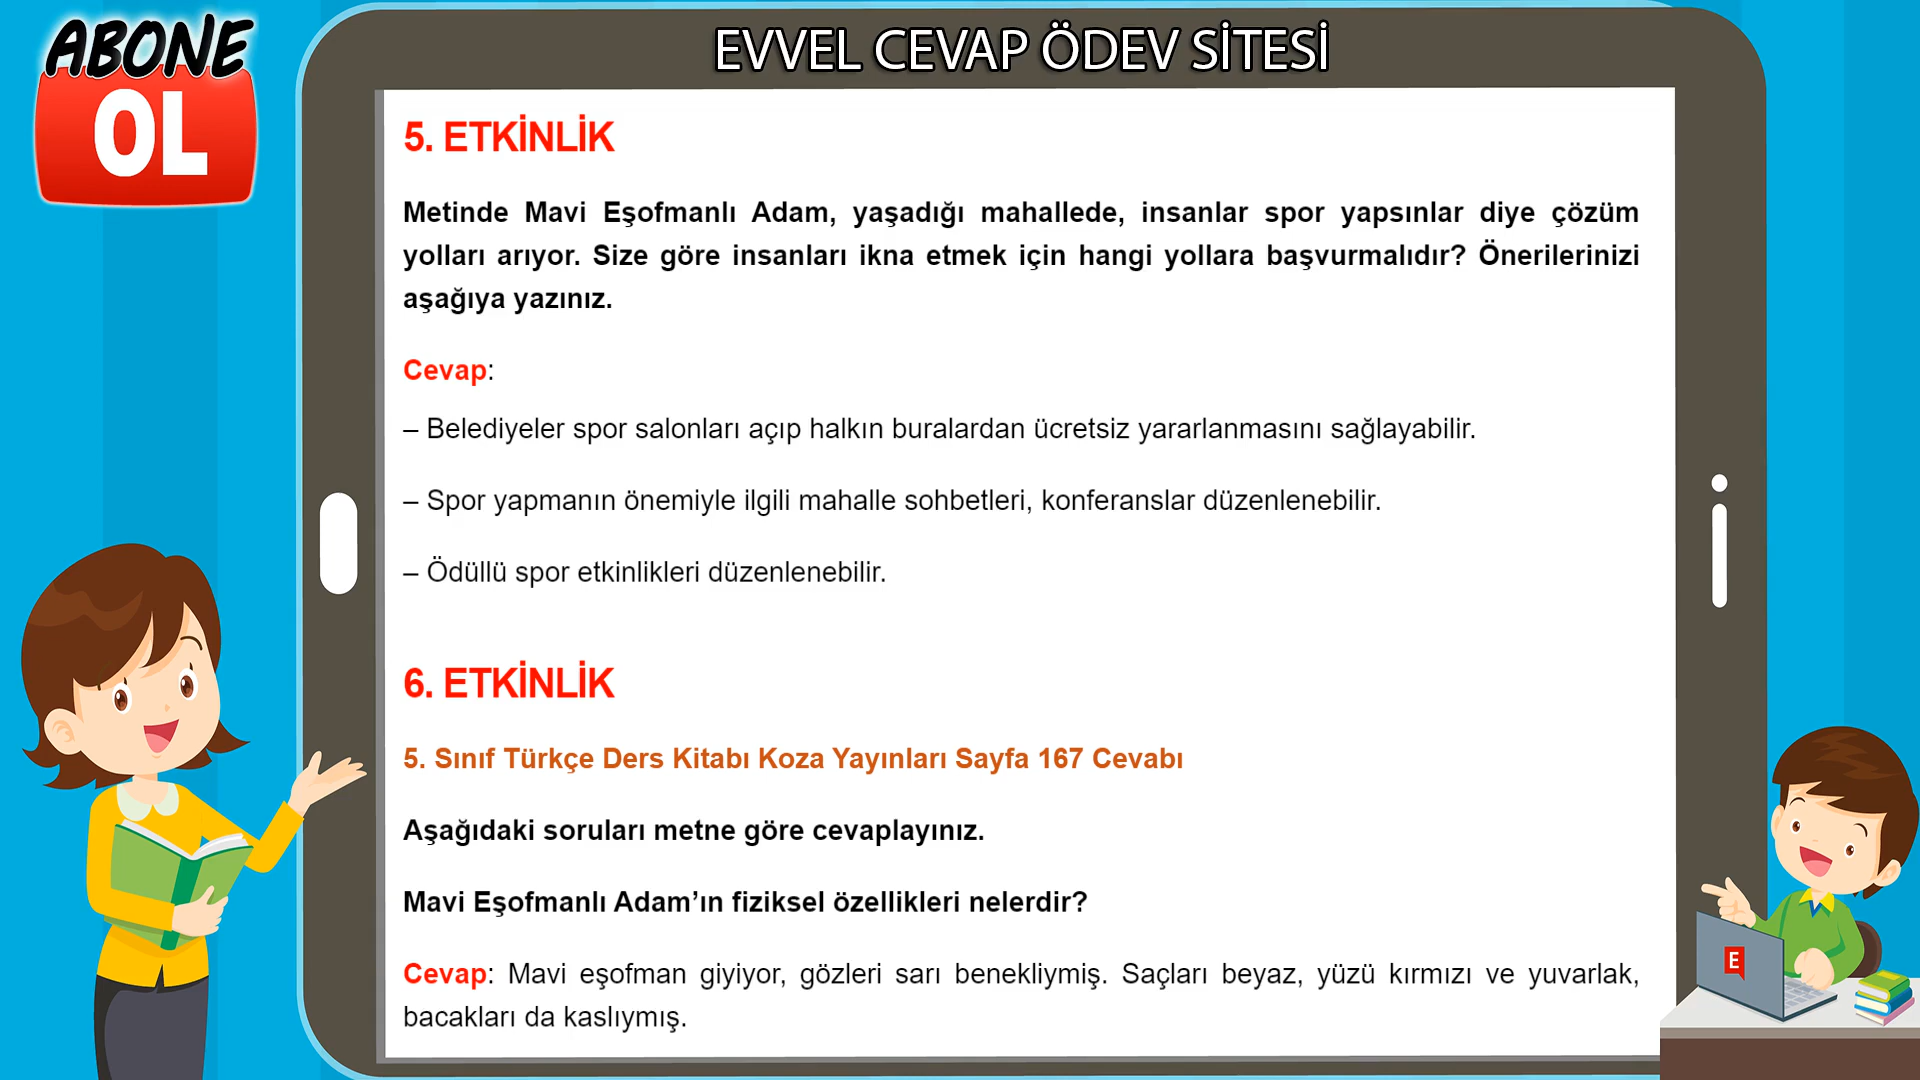 ABONE
OL
EVVEL CEVAP ÖDEV SİTESİ
5. ETKİNLİK
Metinde Mavi Eşofmanlı Adam, yaşadığı mahallede, insanlar spor yapsınlar diye çözüm
yolları arıyor. Size göre insanları ikna etmek için hangi yollara başvurmalıdır? Önerilerinizi
aşağıya yazınız.
Cevap:
– Belediyeler spor salonları açıp halkın buralardan ücretsiz yararlanmasını sağlayabilir.
– Spor yapmanın önemiyle ilgili mahalle sohbetleri, konferanslar düzenlenebilir.
– Ödüllü spor etkinlikleri düzenlenebilir.
6. ETKİNLİK
5. Sınıf Türkçe Ders Kitabı Koza Yayınları Sayfa 167 Cevabı
Aşağıdaki soruları metne göre cevaplayınız.
Mavi Eşofmanlı Adam’ın fiziksel özellikleri nelerdir?
Cevap: Mavi eşofman giyiyor, gözleri sarı benekliymiş. Saçları beyaz, yüzü kırmızı ve yuvarlak,
bacakları da kaslıymış.
E